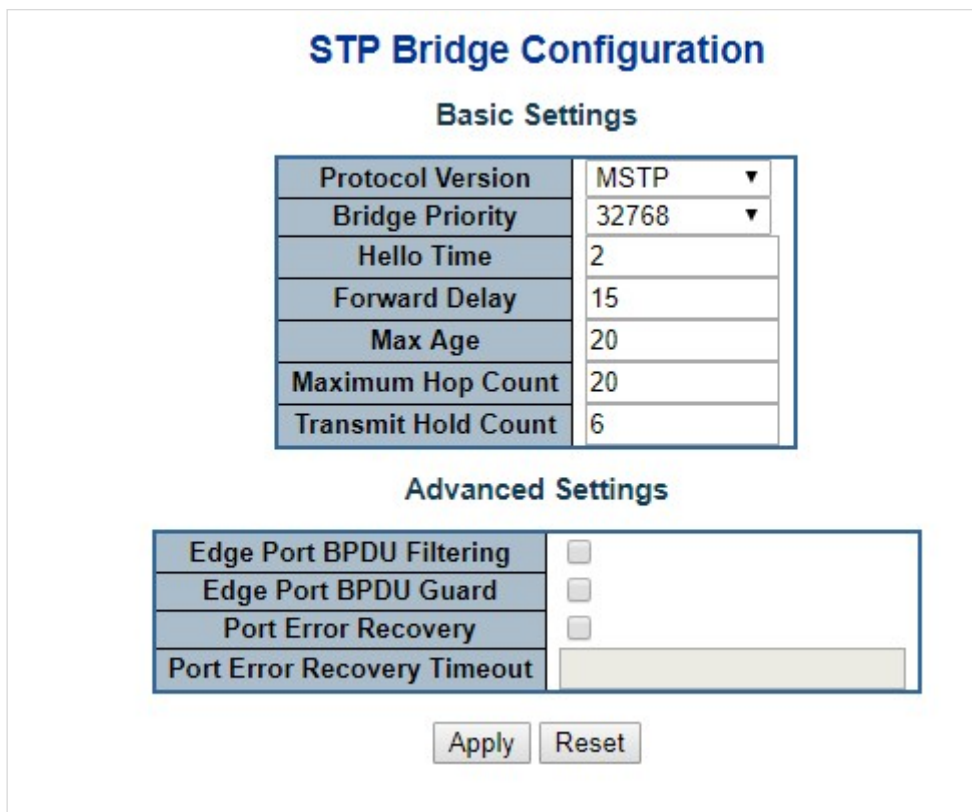 STP Bridge Configuration
Basic Settings
Protocol Version MSTP
Bridge Priority 32768
Hello Time 2
Forward Delay 15
Max Age 20
Maximum Hop Count 20
Transmit Hold Count 6
Advanced Settings
Edge Port BPDU Filtering
Edge Port BPDU Guard
Port Error Recovery
Port Error Recovery Timeout
Apply Reset